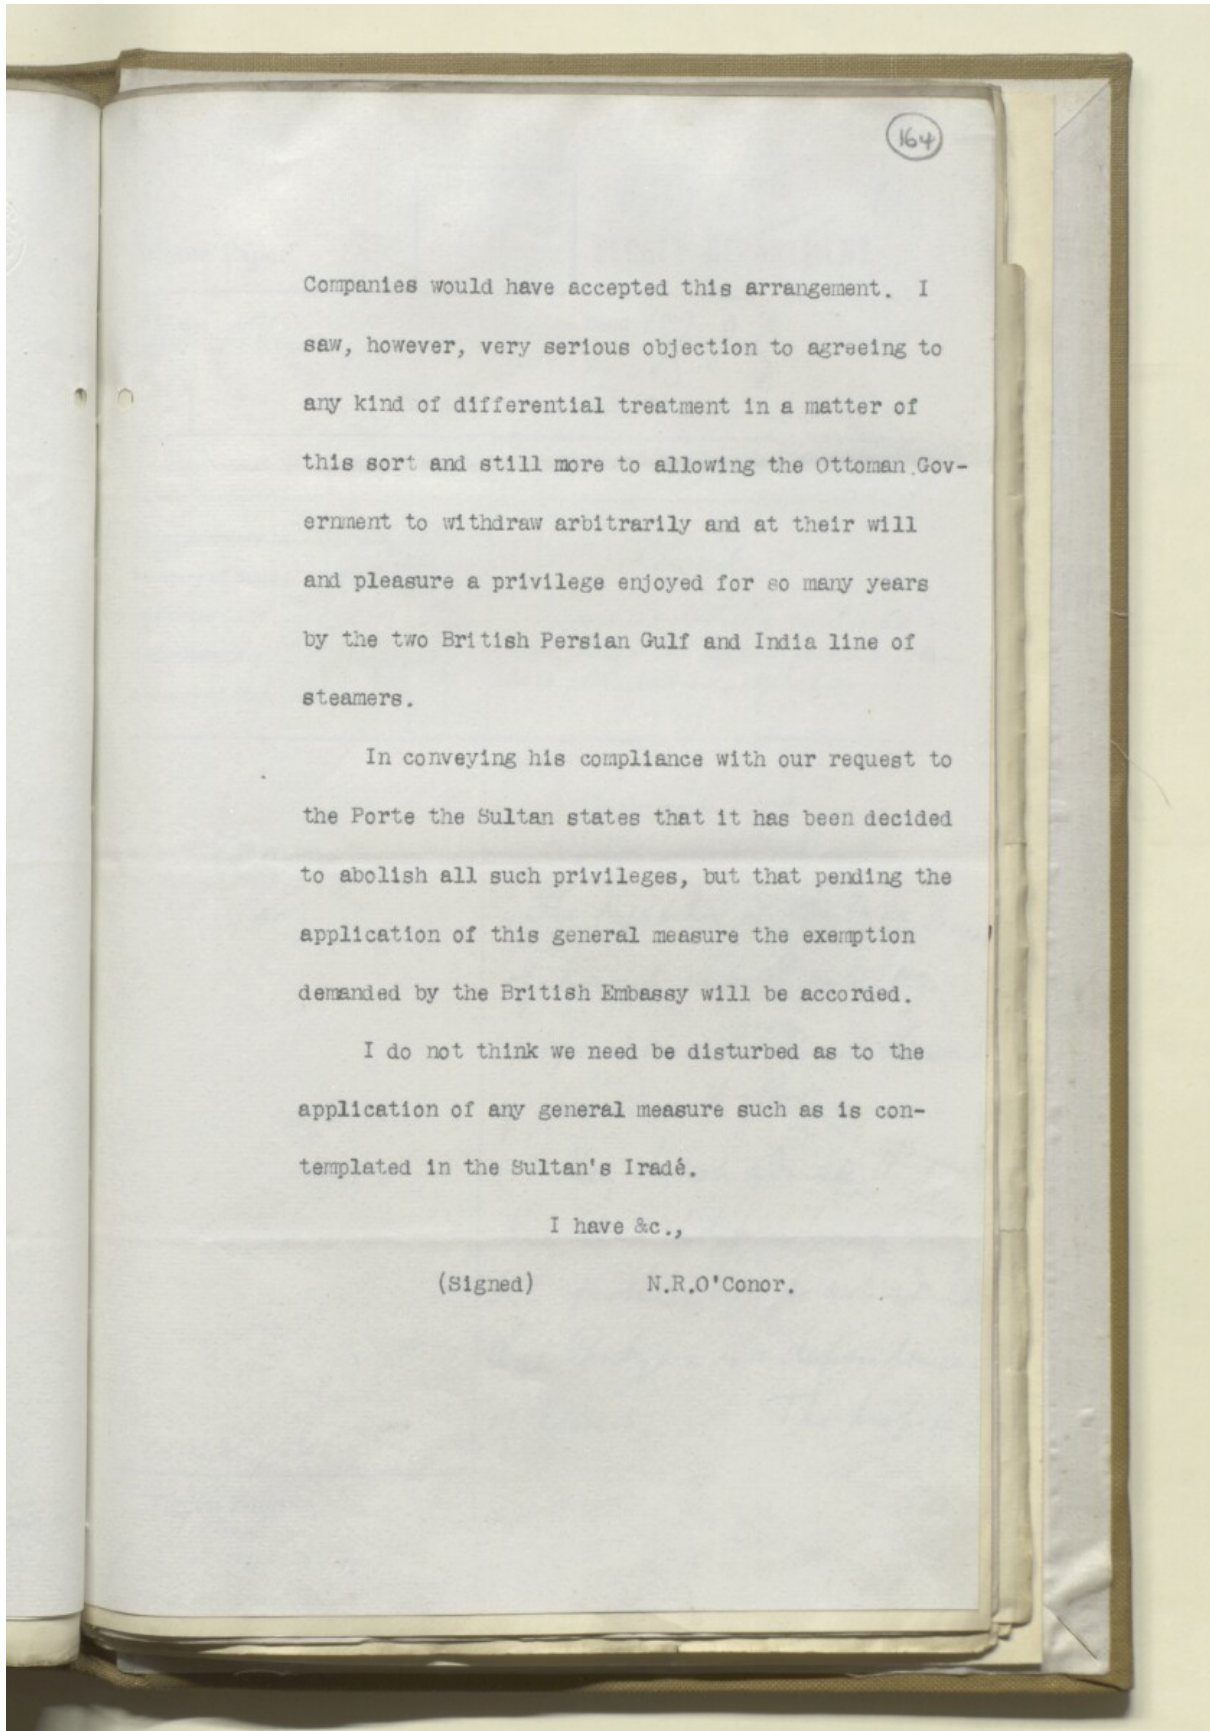 164
Companies would have accepted this arrangement. I
saw, however, very serious objection to agreeing to
any kind of differential treatment in a matter of
this sort and still more to allowing the Ottoman Gov-
ernment to withdraw arbitrarily and at their will
and pleasure a privilege enjoyed for so many years
by the two British Persian Gulf and India line of
steamers.
In conveying his compliance with our request to
the Porte the Sultan states that it has been decided
to abolish all such privileges, but that pending the
application of this general measure the exemption
demanded by the British Embassy will be accorded.
I do not think we need be disturbed as to the
application of any general measure such as is con-
templated in the Sultan's Iradé.
I have &c.,
(Signed) N.R.O'Conor.